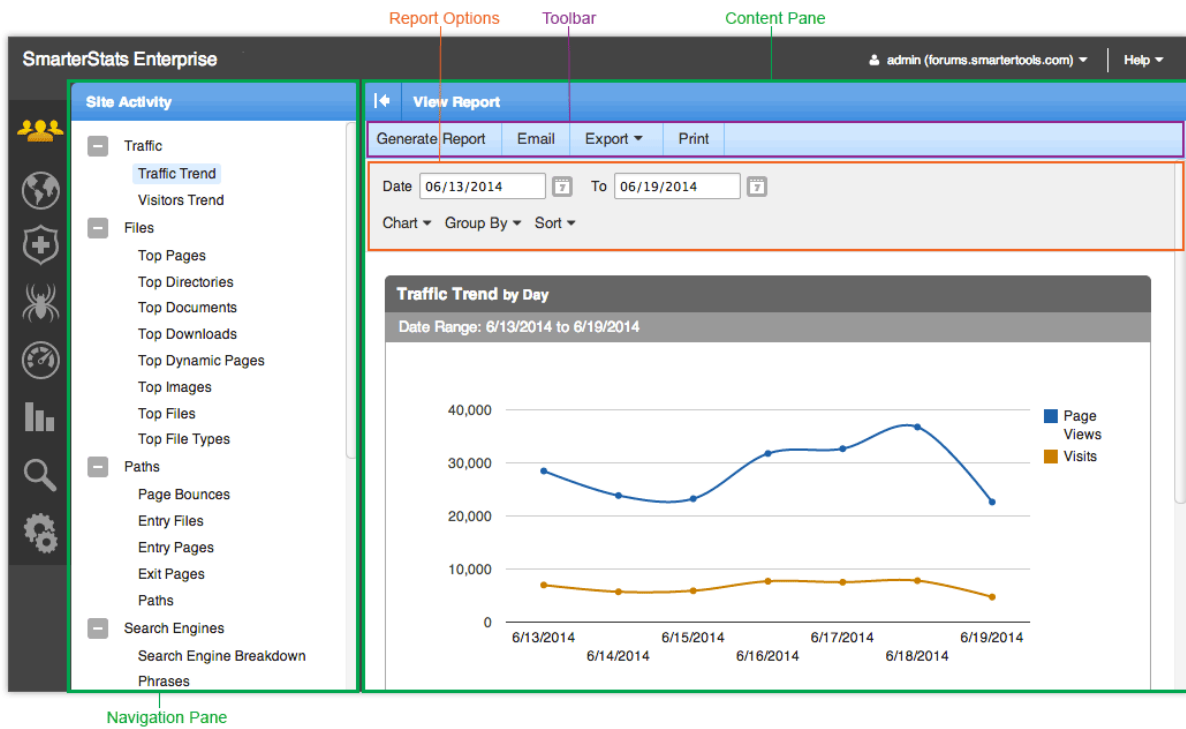 Report Options Toolbar Content Pane
SmarterStats Enterprise admin (forums.smartertools.com) Help
Site Activity
Traffic
Traffic Trend
Visitors Trend
Files
Top Pages
Top Directories
Top Documents
Top Downloads
Top Dynamic Pages
Top Images
Top Files
Top File Types
Paths
Page Bounces
Entry Files
Entry Pages
Exit Pages
Paths
Search Engines
Search Engine Breakdown
Phrases
View Report
Generate Report Email Export Print
Date 06/13/2014 7 To 06/19/2014 7
Chart Group By Sort
Traffic Trend by Day
Date Range: 6/13/2014 to 6/19/2014
40,000
30,000
20,000
10,000
0
Page
Views
Visits
6/13/2014 6/15/2014 6/17/2014 6/19/2014
6/14/2014 6/16/2014 6/18/2014
Navigation Pane